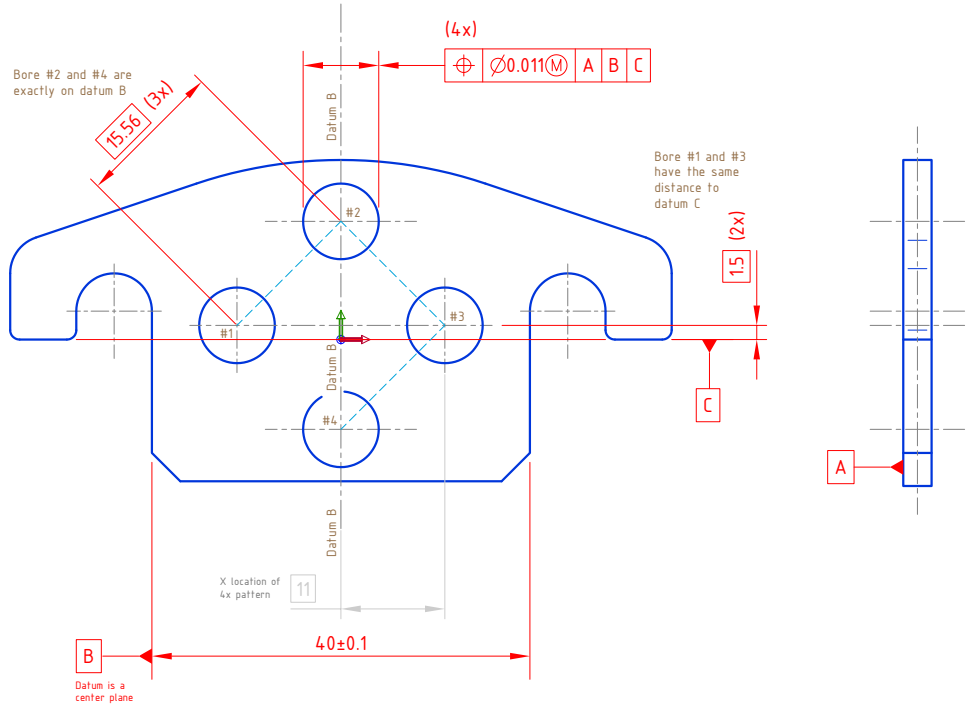 (4x)
⌖ ∅0.011Ⓜ A B C
Bore #2 and #4 are
exactly on datum B
15.56 (3x)
Datum B
Bore #1 and #3
have the same
distance to
datum C
#2
1.5 (2x)
#1
#3
Datum B
C
#4
A
Datum B
X location of
4x pattern
11
40±0.1
B
Datum is a
center plane